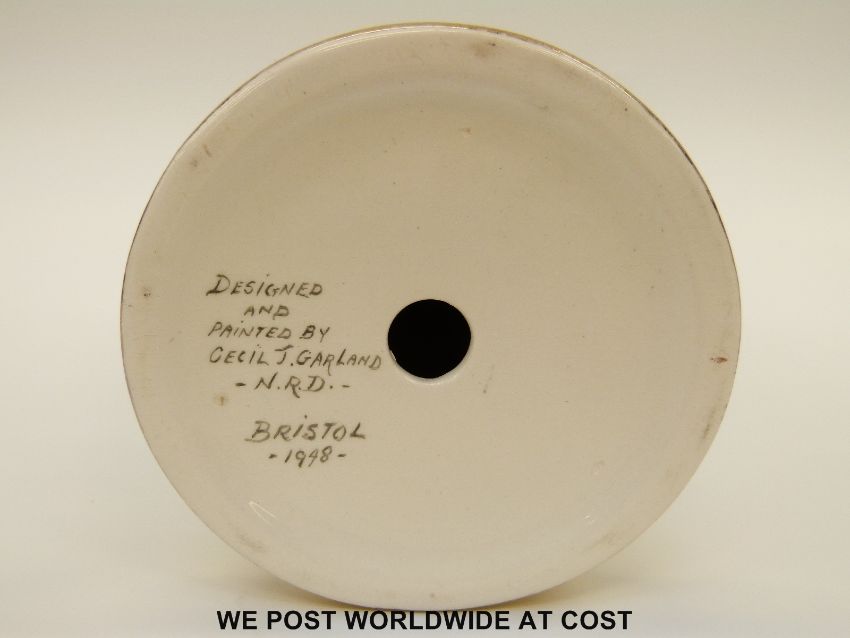 DESIGNED
AND
PAINTED BY
CECIL J. GARLAND
- N.R.D. -
BRISTOL
- 1948 -
WE POST WORLDWIDE AT COST